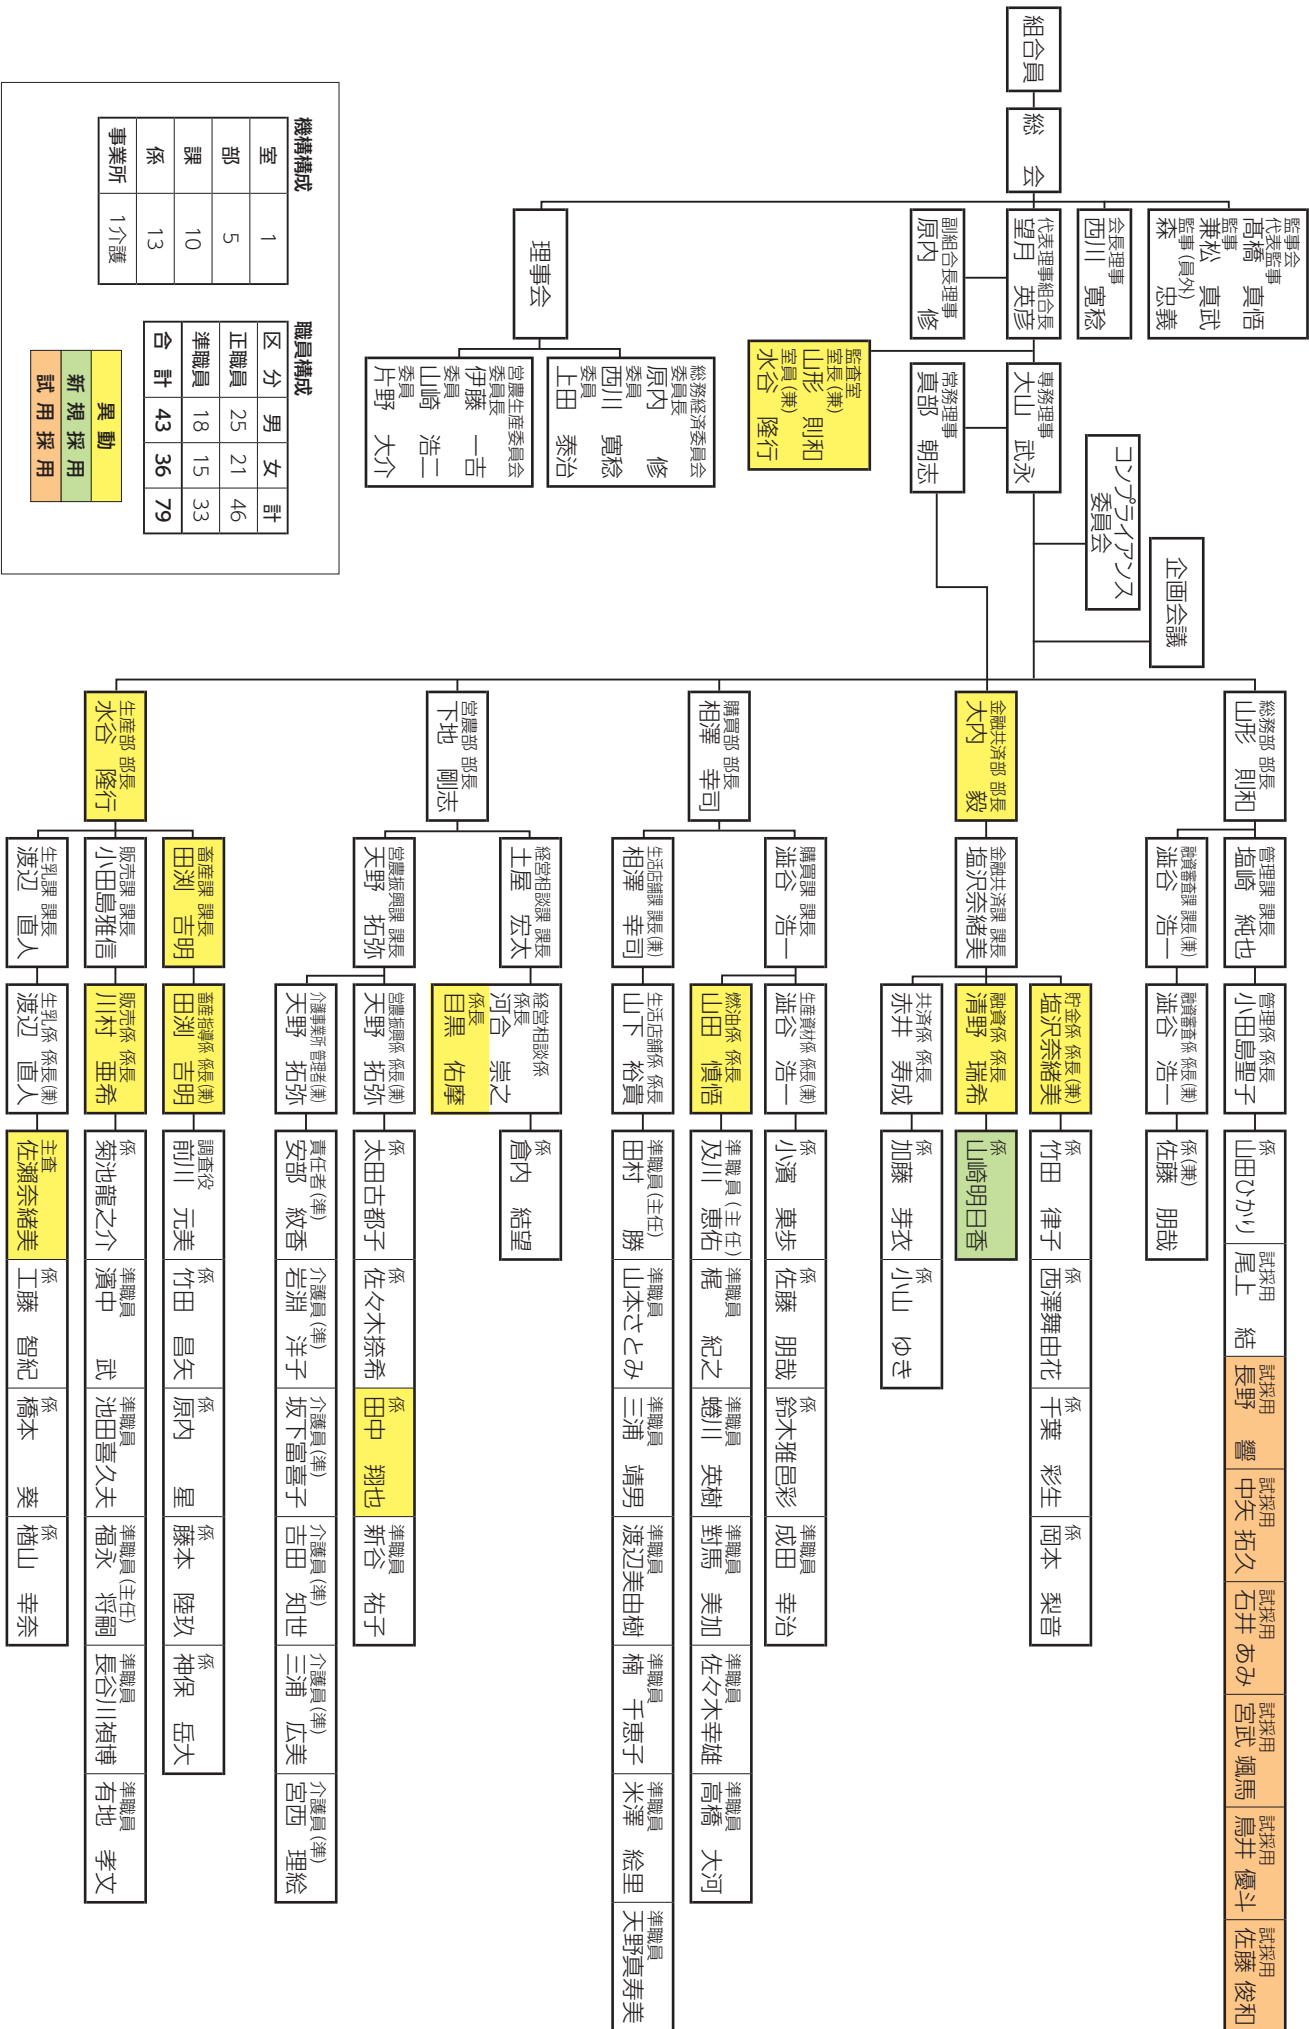 組合員
総　会
監事会
代表監事
髙橋　真悟
監事
兼松　真武
監事（員外）
森　忠義
会長理事
西川　寛稔
代表理事組合長
望月　英彦
副組合長理事
原内　修
理事会
総務経済委員会
委員長
原内　修
委員
西川　寛稔
委員
上田　泰治
営農生産委員会
委員長
伊藤　一吉
委員
山崎　浩二
委員
片野　大介
監査室
室長（兼）
山形　則和
室員（兼）
水谷　隆行
専務理事
大山　武永
常務理事
真部　朝志
コンプライアンス
委員会
企画会議
総務部 部長
山形　則和
管理課 課長
塩崎　純也
管理係 係長
小田島聖子
係
山田ひかり
試採用
尾上　結
試採用
長野　響
試採用
中矢 拓久
試採用
石井 あみ
試採用
宮武 颯馬
試採用
鳥井 優斗
試採用
佐藤 俊和
融資審査課 課長（兼）
澁谷　浩一
融資審査係 係長（兼）
澁谷　浩一
係（兼）
佐藤　朋哉
金融共済部 部長
大内　毅
金融共済課 課長
塩沢奈緒美
貯金係 係長（兼）
塩沢奈緒美
係
竹田　律子
係
西澤舞由花
係
千葉　彩生
係
岡本　梨音
融資係 係長
清野　瑞希
係
山崎明日香
共済係 係長
赤井　寿成
係
加藤　芽衣
係
小山　ゆき
購買部 部長
相澤　幸司
購買課 課長
澁谷　浩一
生産資材係 係長（兼）
澁谷　浩一
係
小濱　菓歩
係
佐藤　朋哉
係
鈴木雅邑彩
準職員
成田　幸治
燃油係 係長
山田　慎悟
準職員（主任）
及川　恵佑
準職員
梶　紀之
準職員
蜷川　英樹
準職員
對馬　美加
準職員
佐々木幸雄
準職員
高橋　大河
生活店舗課 課長（兼）
相澤　幸司
生活店舗係 係長
山下　裕貴
準職員（主任）
田村　勝
準職員
山本さとみ
準職員
三浦　靖男
準職員
渡辺美由樹
準職員
楠　千恵子
準職員
米澤　絵里
準職員
天野真寿美
営農部 部長
下地　剛志
経営相談課 課長
土屋　宏太
経営相談係
係長
河合　崇之
係長
目黒　佑摩
係
倉内　結望
営農振興課 課長
天野　拓弥
営農振興係 係長（兼）
天野　拓弥
係
太田古都子
係
佐々木捺希
係
田中　翔也
準職員
新谷　祐子
介護事業所 管理者（兼）
天野　拓弥
責任者（準）
安部　紋香
介護員（準）
岩淵　洋子
介護員（準）
坂下富喜子
介護員（準）
吉田　知世
介護員（準）
三浦　広美
介護員（準）
宮西　理絵
生産部 部長
水谷　隆行
畜産課 課長
田渕　吉明
畜産指導係 係長（兼）
田渕　吉明
調査役
前川　元美
係
竹田　昌矢
係
原内　星
係
藤本　陸玖
係
神保　岳大
販売課 課長
小田島雅信
販売係 係長
川村　亜希
係
菊池龍之介
準職員
濱中　武
準職員
池田喜久夫
準職員（主任）
福永　将嗣
準職員
長谷川禎博
準職員
有地　孝文
生乳課 課長
渡辺　直人
生乳係 係長（兼）
渡辺　直人
主査
佐瀬奈緒美
係
工藤　智紀
係
橋本　葵
係
楢山　幸奈
機構構成
室　1
部　5
課　10
係　13
事業所　1介護
職員構成
区　分　男　女　計
正職員　25　21　46
準職員　18　15　33
合　計　43　36　79
異動
新規採用
試用採用